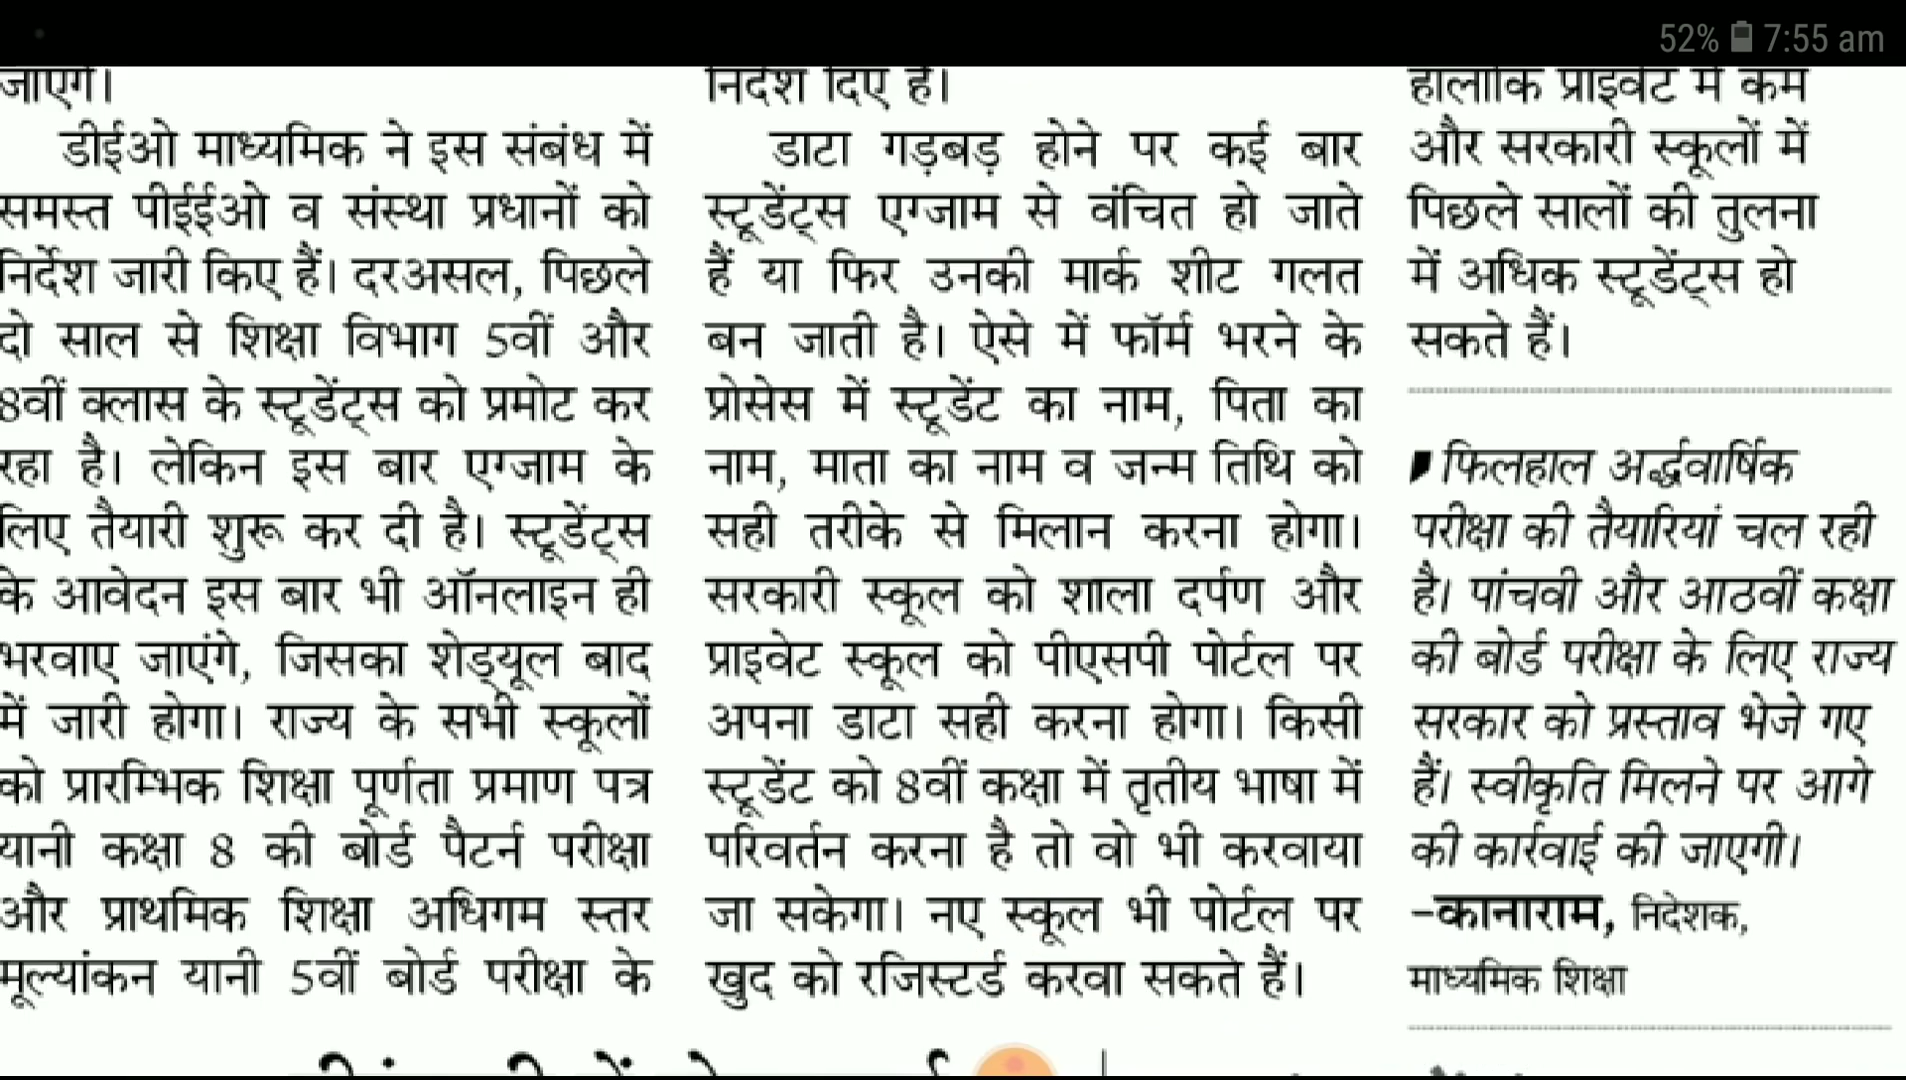 52% 7:55 am
जाएंगे।
डीईओ माध्यमिक ने इस संबंध में
समस्त पीईईओ व संस्था प्रधानों को
निर्देश जारी किए हैं। दरअसल, पिछले
दो साल से शिक्षा विभाग 5वीं और
8वीं क्लास के स्टूडेंट्स को प्रमोट कर
रहा है। लेकिन इस बार एग्जाम के
लिए तैयारी शुरू कर दी है। स्टूडेंट्स
के आवेदन इस बार भी ऑनलाइन ही
भरवाए जाएंगे, जिसका शेड्यूल बाद
में जारी होगा। राज्य के सभी स्कूलों
को प्रारम्भिक शिक्षा पूर्णता प्रमाण पत्र
यानी कक्षा 8 की बोर्ड पैटर्न परीक्षा
और प्राथमिक शिक्षा अधिगम स्तर
मूल्यांकन यानी 5वीं बोर्ड परीक्षा के
निर्देश दिए हैं।
डाटा गड़बड़ होने पर कई बार
स्टूडेंट्स एग्जाम से वंचित हो जाते
हैं या फिर उनकी मार्क शीट गलत
बन जाती है। ऐसे में फॉर्म भरने के
प्रोसेस में स्टूडेंट का नाम, पिता का
नाम, माता का नाम व जन्म तिथि को
सही तरीके से मिलान करना होगा।
सरकारी स्कूल को शाला दर्पण और
प्राइवेट स्कूल को पीएसपी पोर्टल पर
अपना डाटा सही करना होगा। किसी
स्टूडेंट को 8वीं कक्षा में तृतीय भाषा में
परिवर्तन करना है तो वो भी करवाया
जा सकेगा। नए स्कूल भी पोर्टल पर
खुद को रजिस्टर्ड करवा सकते हैं।
हालांकि प्राइवेट में कम
और सरकारी स्कूलों में
पिछले सालों की तुलना
में अधिक स्टूडेंट्स हो
सकते हैं।
फिलहाल अर्द्धवार्षिक
परीक्षा की तैयारियां चल रही
है। पांचवी और आठवीं कक्षा
की बोर्ड परीक्षा के लिए राज्य
सरकार को प्रस्ताव भेजे गए
हैं। स्वीकृति मिलने पर आगे
की कार्रवाई की जाएगी।
-कानाराम, निदेशक,
माध्यमिक शिक्षा